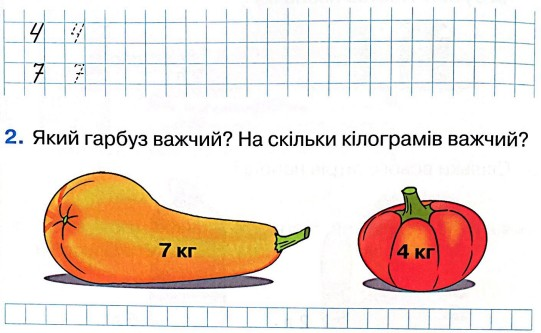 4 4
7 7
2. Який гарбуз важчий? На скільки кілограмів важчий?
7 кг
4 кг